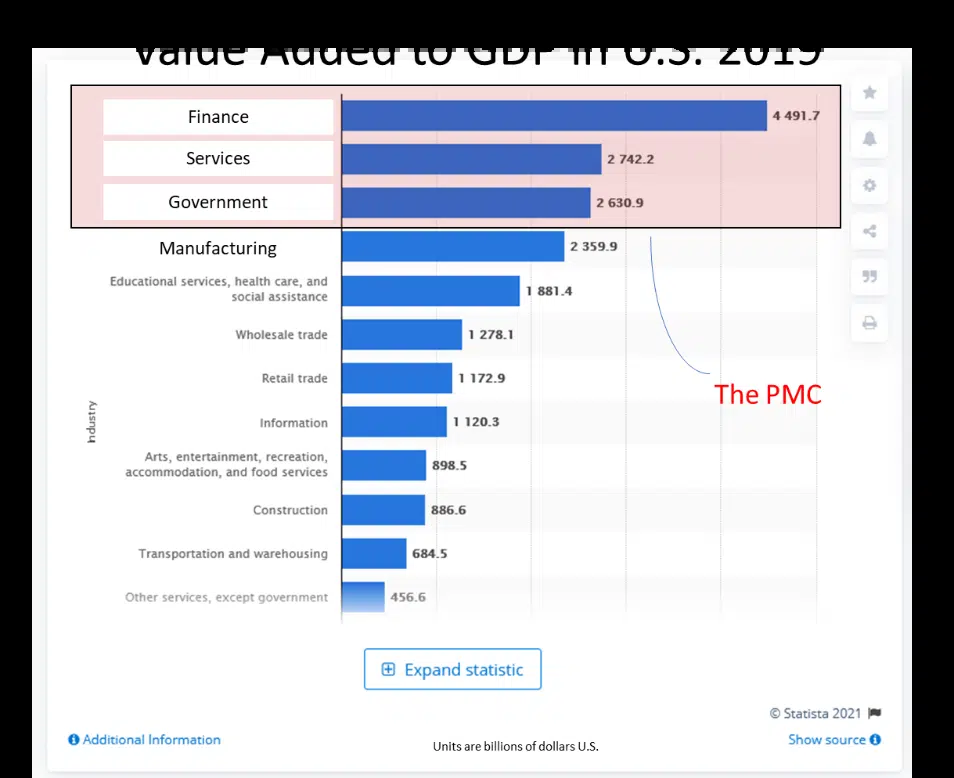 Value Added to GDP in U.S. 2019
Finance
4 491.7
Services
2 742.2
Government
2 630.9
Manufacturing
2 359.9
Educational services, health care, and
social assistance
1 881.4
Wholesale trade
1 278.1
Retail trade
1 172.9
The PMC
Information
1 120.3
Industry
Arts, entertainment, recreation,
accommodation, and food services
898.5
Construction
886.6
Transportation and warehousing
684.5
Other services, except government
456.6
Expand statistic
© Statista 2021
Additional Information
Units are billions of dollars U.S.
Show source